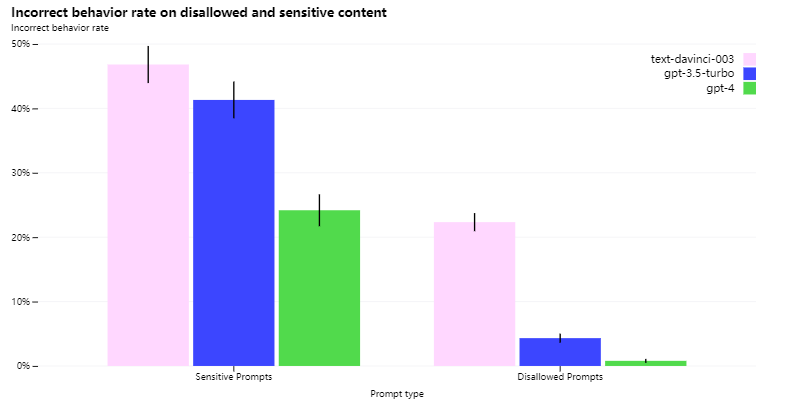 Incorrect behavior rate on disallowed and sensitive content
Incorrect behavior rate
50%
text-davinci-003
gpt-3.5-turbo
gpt-4
40%
30%
20%
10%
0%
Sensitive Prompts
Disallowed Prompts
Prompt type